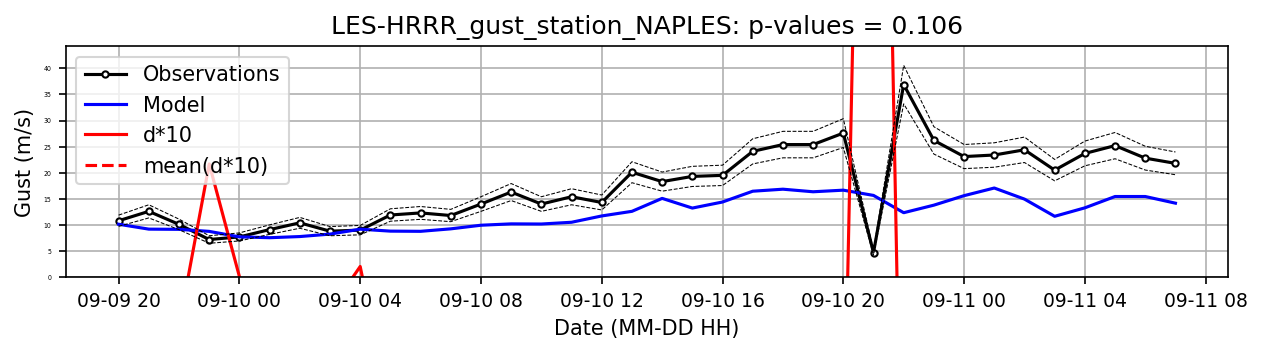 LES-HRRR_gust_station_NAPLES: p-values = 0.106
Gust (m/s)
40
35
30
25
20
15
10
5
0
Observations
Model
d*10
mean(d*10)
09-09 20 09-10 00 09-10 04 09-10 08 09-10 12 09-10 16 09-10 20 09-11 00 09-11 04 09-11 08
Date (MM-DD HH)